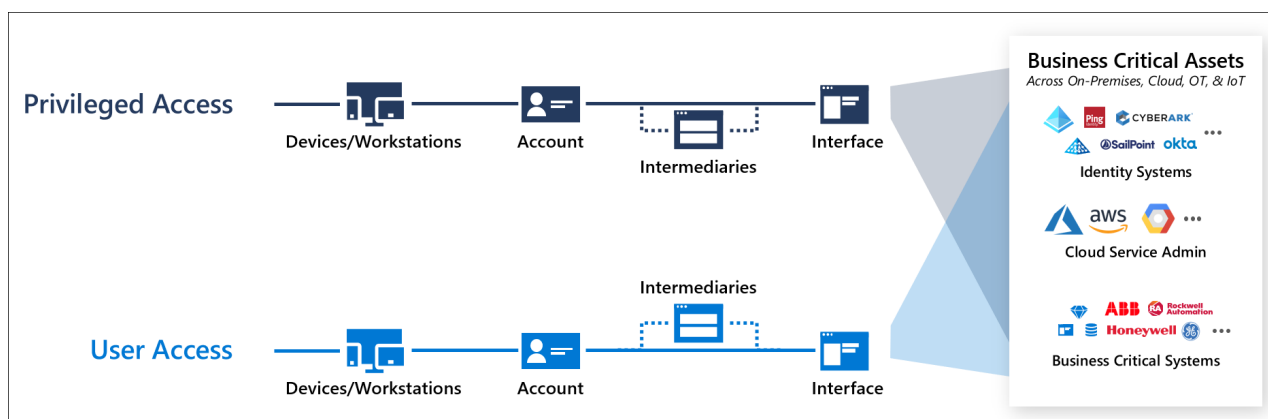 Business Critical Assets
Across On-Premises, Cloud, OT, & IoT
Privileged Access
Devices/Workstations
Account
Intermediaries
Interface
Ping
CYBERARK
SailPoint
okta
...
Identity Systems
aws
...
Cloud Service Admin
Intermediaries
User Access
Devices/Workstations
Account
Interface
ABB
RA
Rockwell
Automation
Honeywell
GE
...
Business Critical Systems